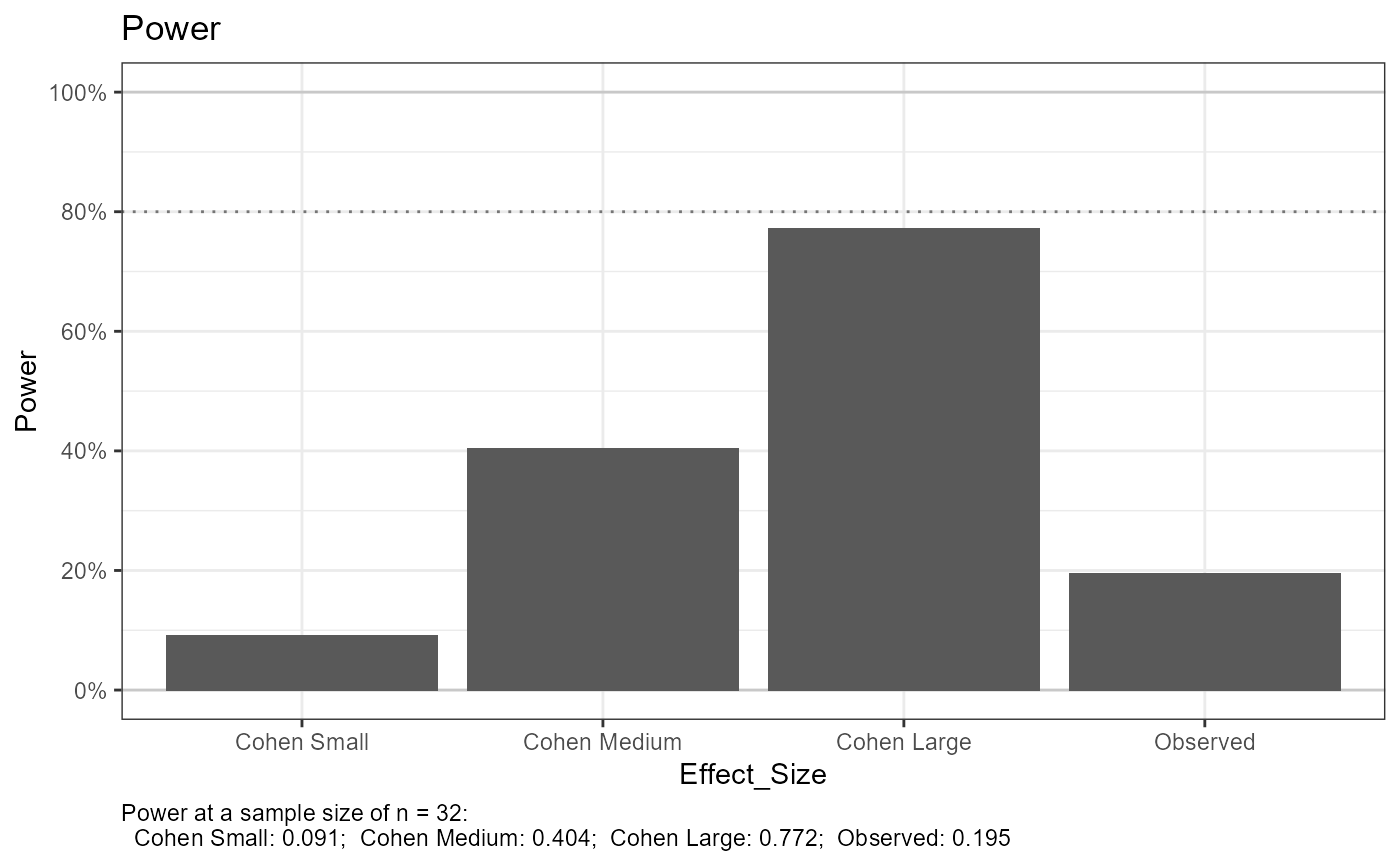 Power
100%
80%
60%
40%
20%
0%
Power
Cohen Small
Cohen Medium
Cohen Large
Observed
Effect_Size
Power at a sample size of n = 32:
Cohen Small: 0.091;  Cohen Medium: 0.404;  Cohen Large: 0.772;  Observed: 0.195